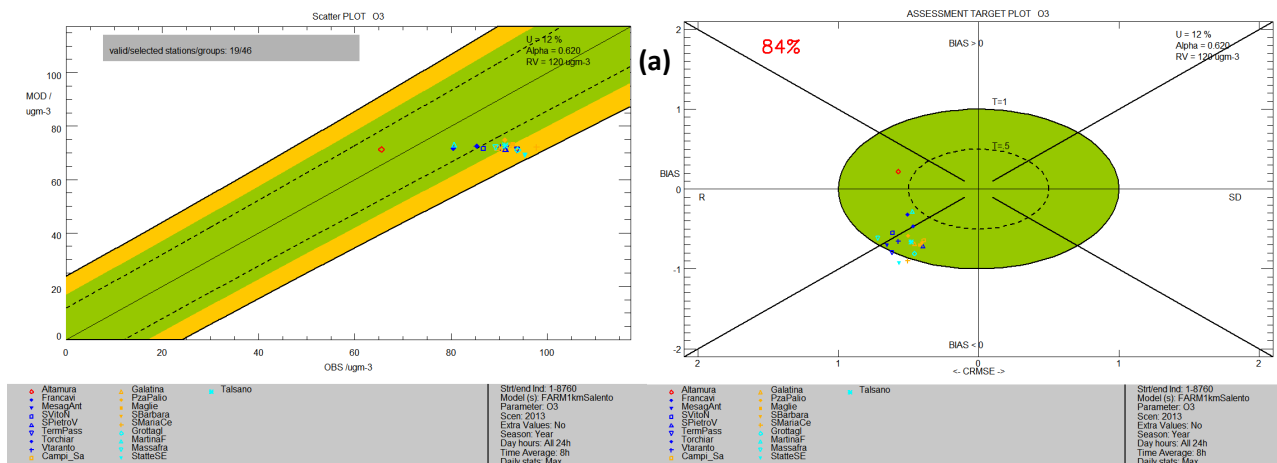 Scatter PLOT O3
valid/selected stations/groups: 19/46
U = 12 %
Alpha = 0.620
RV = 120 ugm-3
MOD /
ugm-3
100
80
60
40
20
0
0 20 40 60 80 100
OBS /ugm-3
Altamura
Francavi
MesagAnt
SVitoN
SPietroV
TermPass
Torchiar
Vtaranto
Campi_Sa
Galatina
PzaPalio
Maglie
SBarbara
SMariaCe
Grottagl
MartinaF
Massafra
StatteSE
Talsano
Strt/end Ind: 1-8760
Model (s): FARM1kmSalento
Parameter: O3
Scen: 2013
Extra Values: No
Season: Year
Day hours: All 24h
Time Average: 8h
Daily stats: Max
(a)
ASSESSMENT TARGET PLOT O3
84%
BIAS > 0
U = 12 %
Alpha = 0.620
RV = 120 ugm-3
T=1
T=.5
2
1
BIAS
0
-1
-2
R
SD
BIAS < 0
2 1 0 1 2
<- CRMSE ->
Altamura
Francavi
MesagAnt
SVitoN
SPietroV
TermPass
Torchiar
Vtaranto
Campi_Sa
Galatina
PzaPalio
Maglie
SBarbara
SMariaCe
Grottagl
MartinaF
Massafra
StatteSE
Talsano
Strt/end Ind: 1-8760
Model (s): FARM1kmSalento
Parameter: O3
Scen: 2013
Extra Values: No
Season: Year
Day hours: All 24h
Time Average: 8h
Daily stats: Max